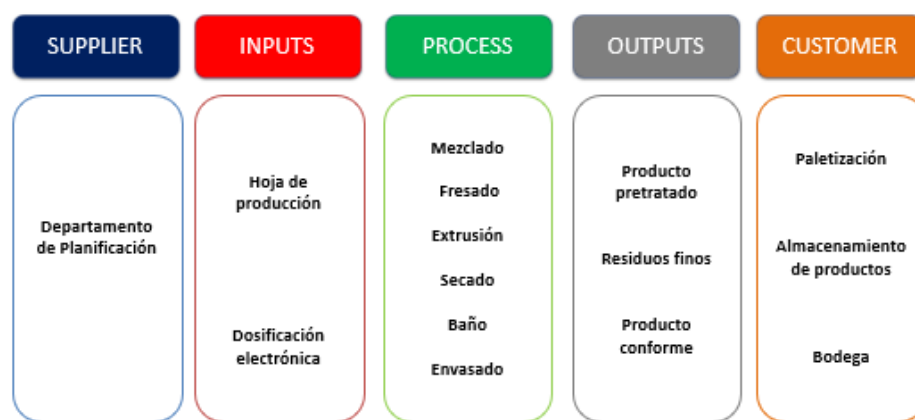 SUPPLIER
INPUTS
PROCESS
OUTPUTS
CUSTOMER
Departamento
de Planificación
Hoja de
producción
Dosificación
electrónica
Mezclado
Fresado
Extrusión
Secado
Baño
Envasado
Producto
pretratado
Residuos finos
Producto
conforme
Paletización
Almacenamiento
de productos
Bodega